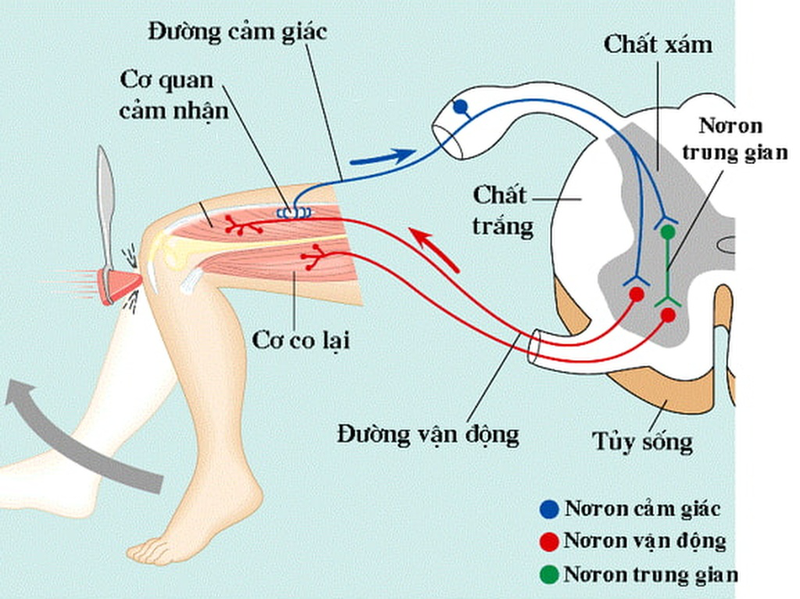 Đường cảm giác
Chất xám
Cơ quan
cảm nhận
Nơron
trung gian
Chất
trắng
Cơ co lại
Đường vận động
Tủy sống
Nơron cảm giác
Nơron vận động
Nơron trung gian